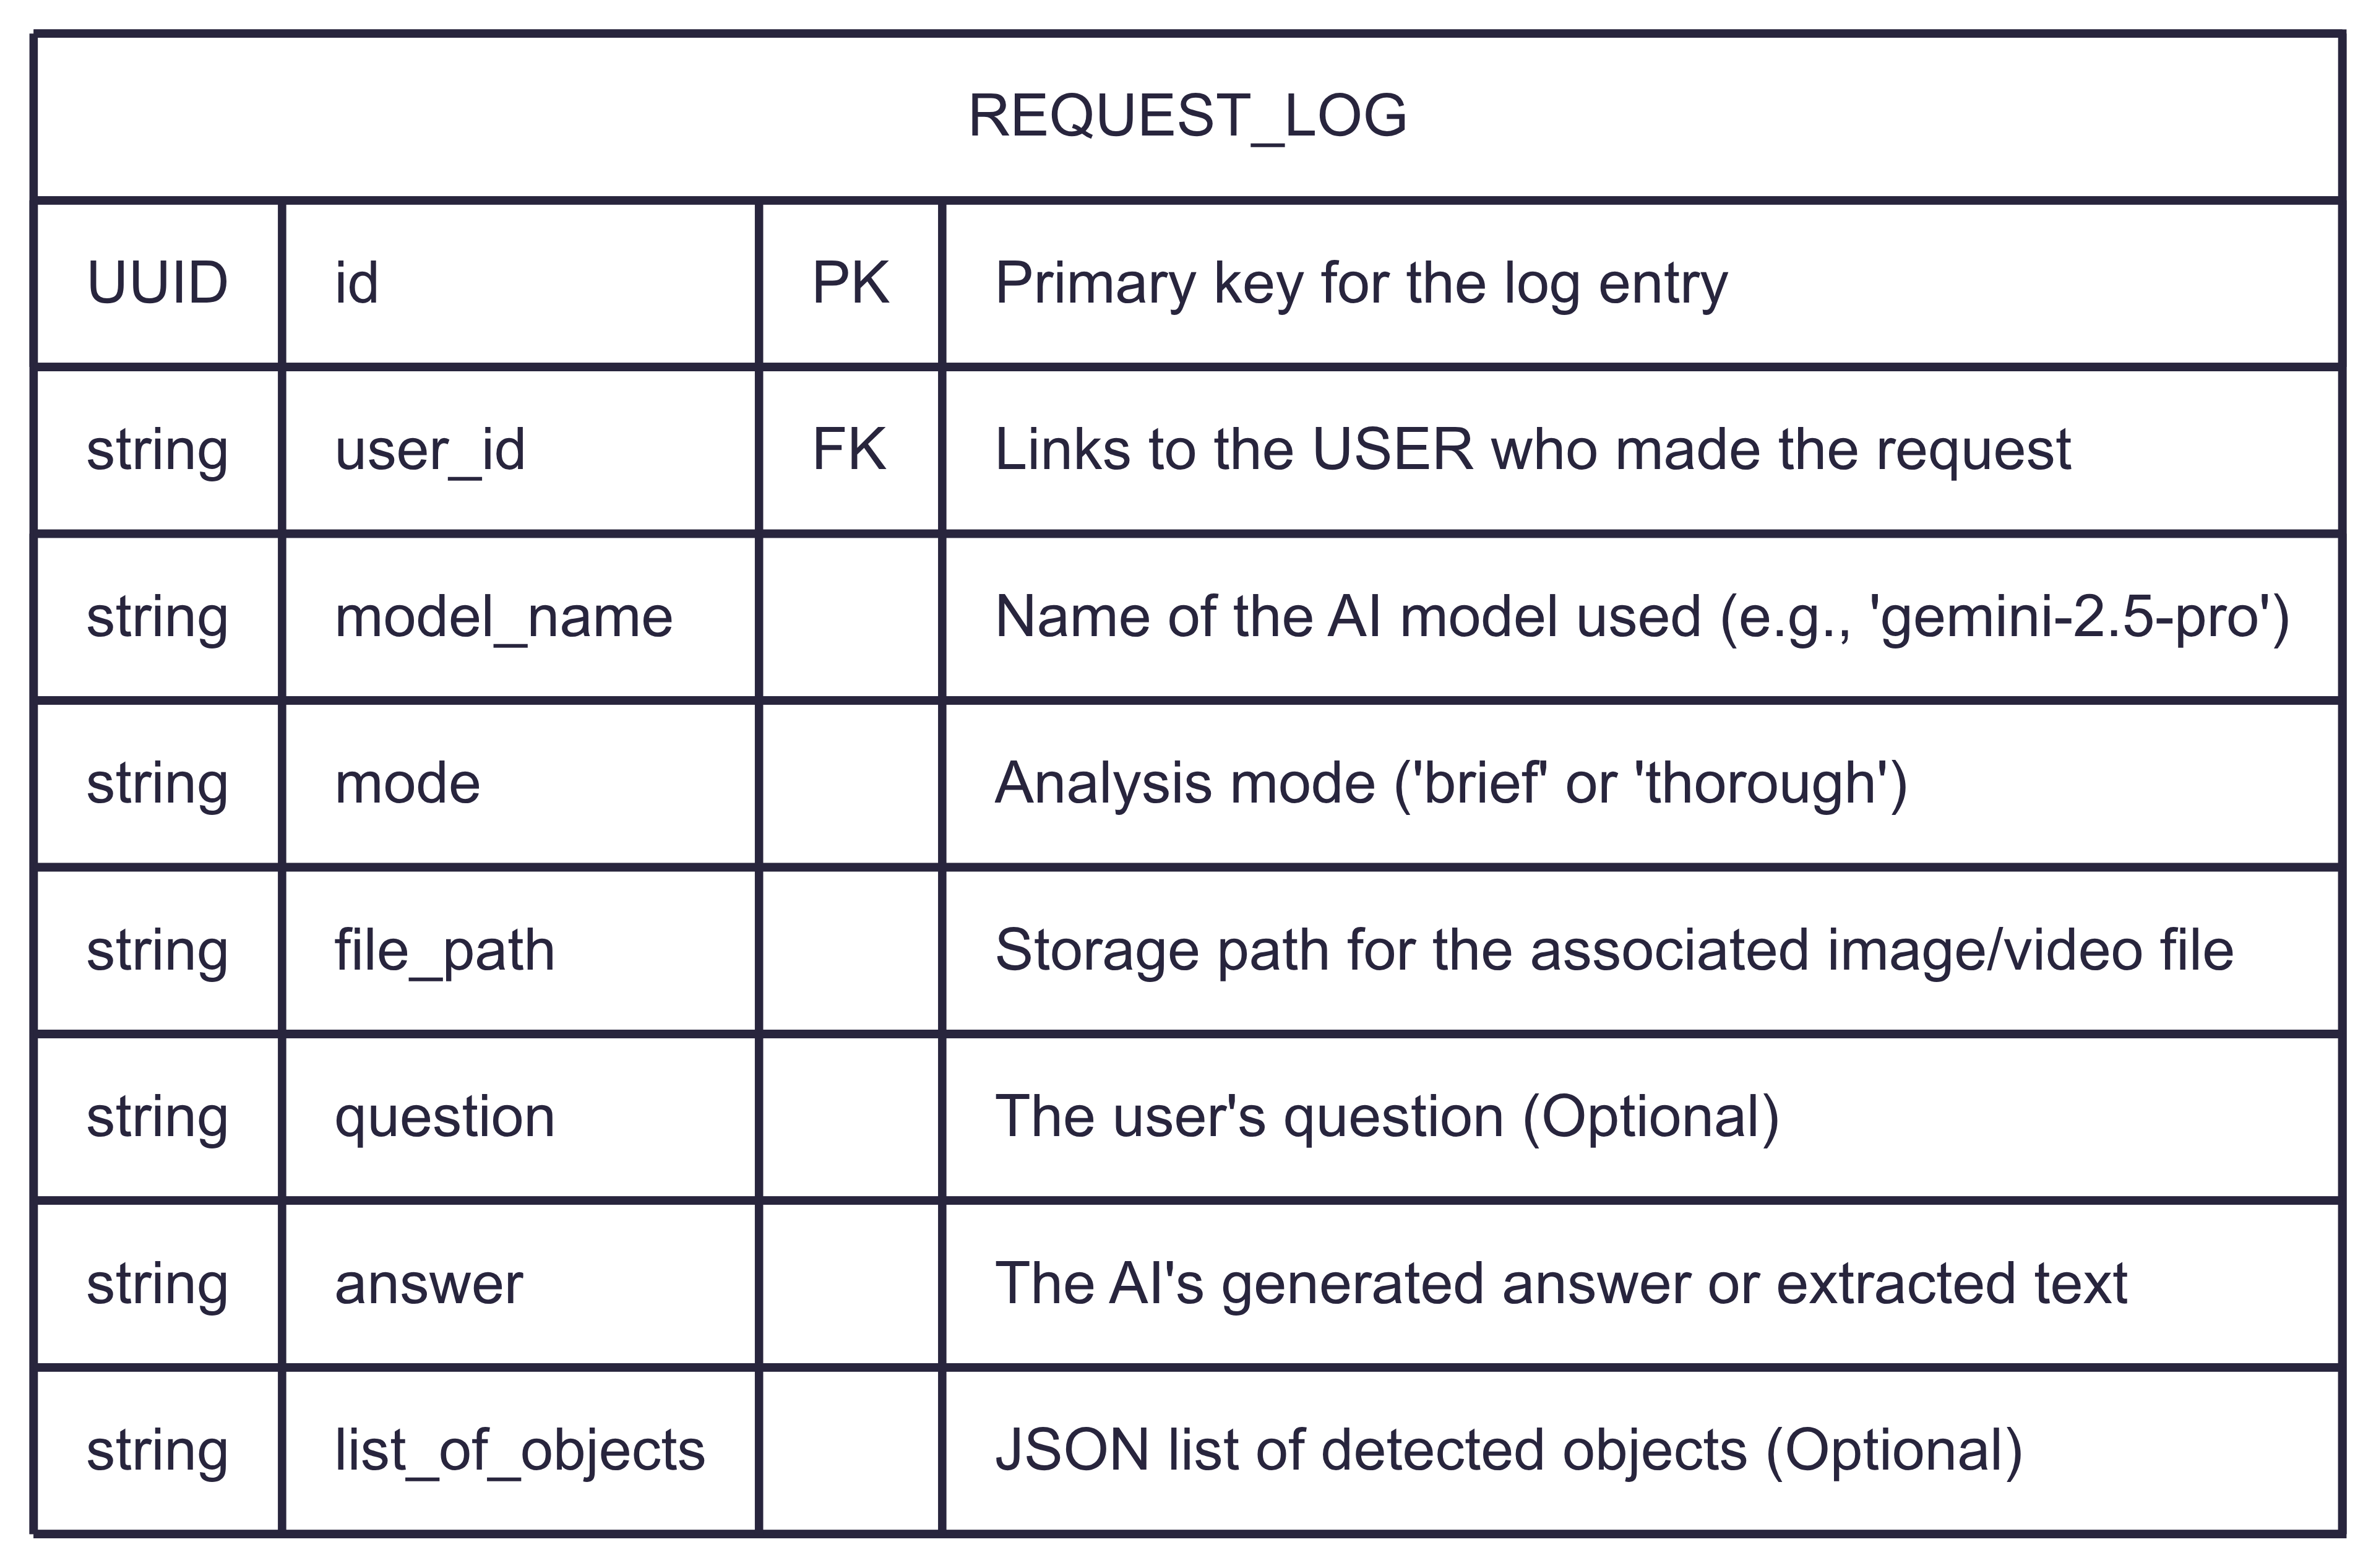 REQUEST_LOG
UUID id PK Primary key for the log entry
string user_id FK Links to the USER who made the request
string model_name Name of the AI model used (e.g., 'gemini-2.5-pro')
string mode Analysis mode ('brief' or 'thorough')
string file_path Storage path for the associated image/video file
string question The user's question (Optional)
string answer The AI's generated answer or extracted text
string list_of_objects JSON list of detected objects (Optional)